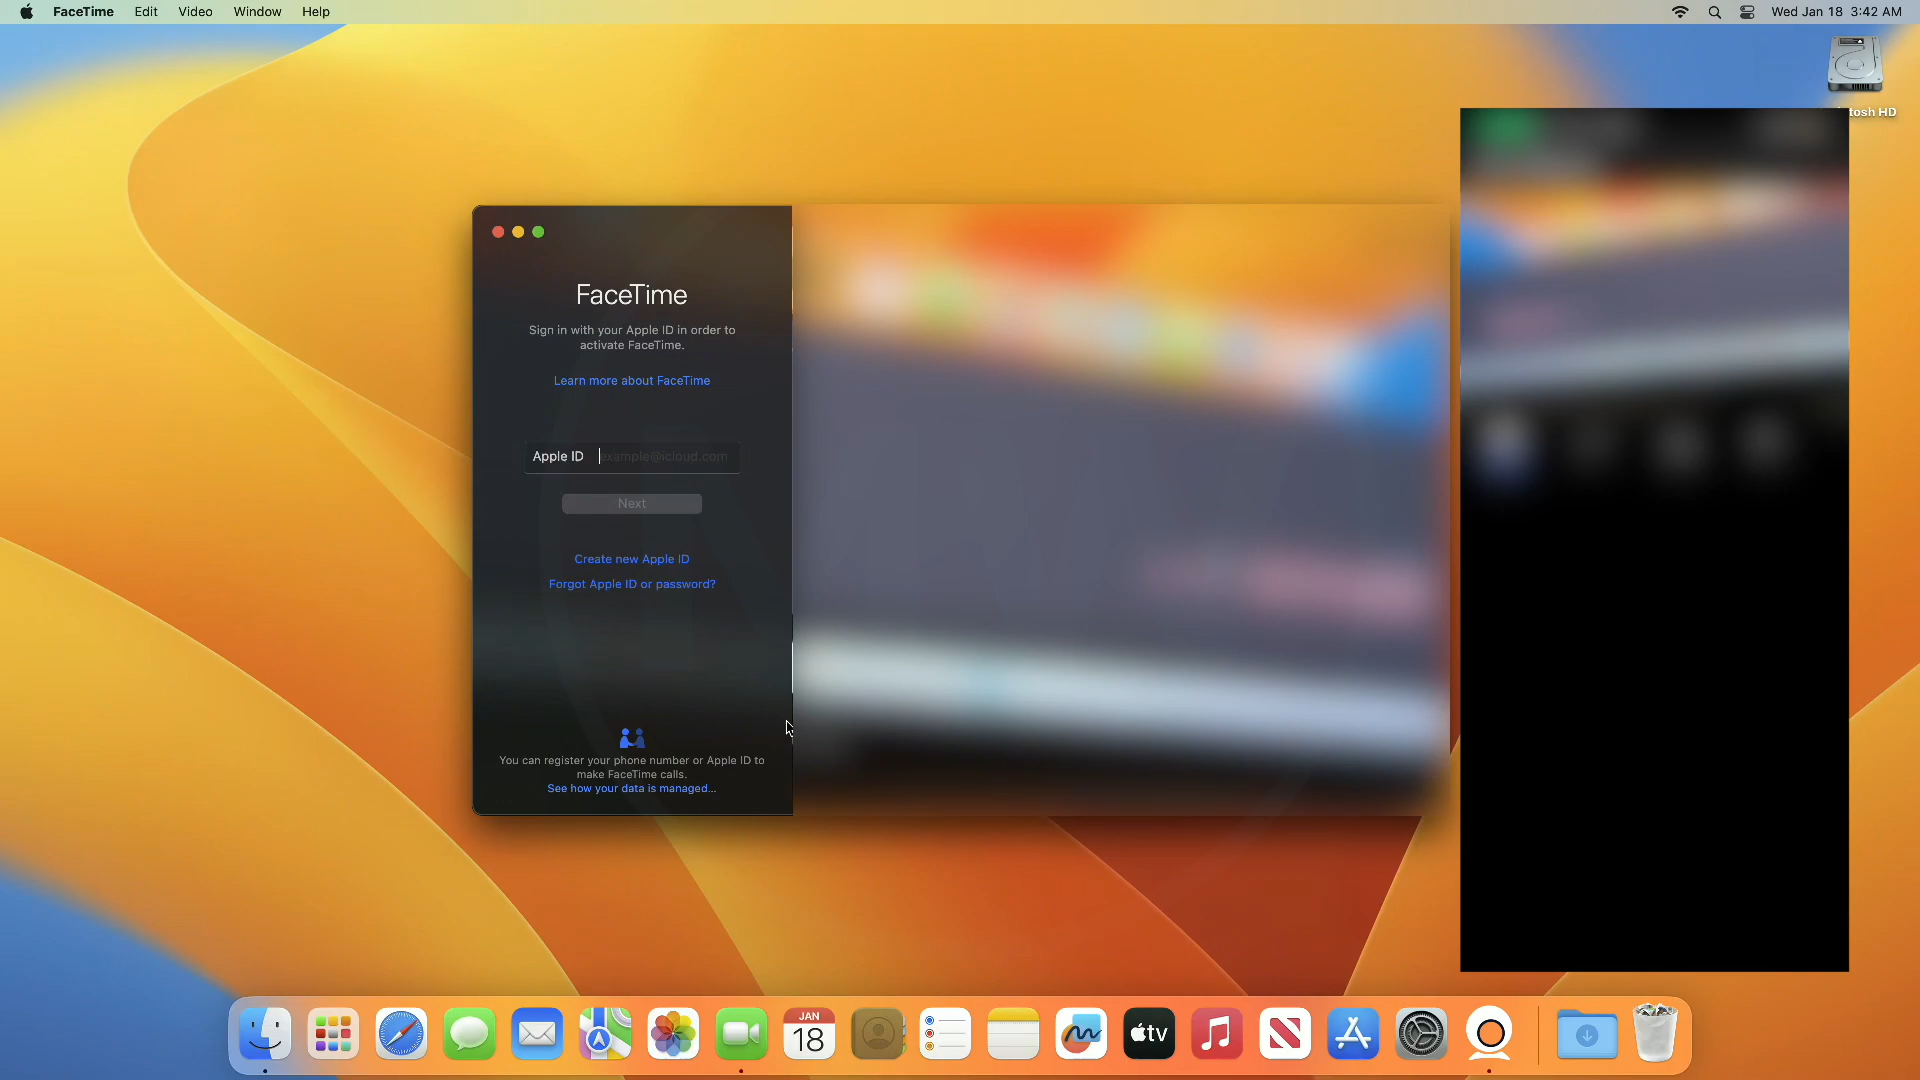 FaceTime Edit Video Window Help
Wed Jan 18 3:42 AM
tosh HD
FaceTime
Sign in with your Apple ID in order to
activate FaceTime.
Learn more about FaceTime
Apple ID example@icloud.com
Next
Create new Apple ID
Forgot Apple ID or password?
You can register your phone number or Apple ID to
make FaceTime calls.
See how your data is managed...
JAN
18
tv